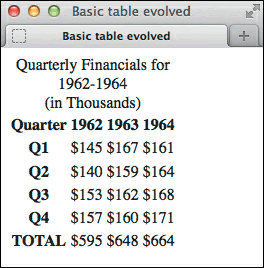 Basic table evolved
Basic table evolved
Quarterly Financials for
1962-1964
(in Thousands)
Quarter 1962 1963 1964
Q1 $145 $167 $161
Q2 $140 $159 $164
Q3 $153 $162 $168
Q4 $157 $160 $171
TOTAL $595 $648 $664